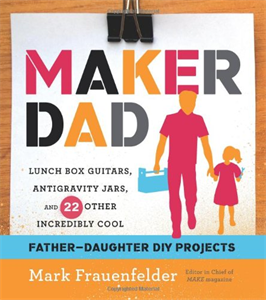 MAKER
DAD
LUNCH BOX GUITARS,
ANTIGRAVITY JARS,
AND 22 OTHER
INCREDIBLY COOL
FATHER–DAUGHTER DIY PROJECTS
Mark Frauenfelder
Editor in Chief of
MAKE magazine